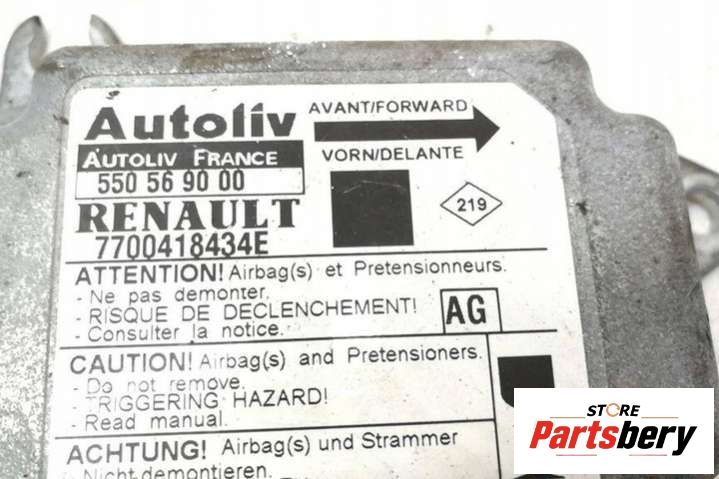 Autoliv
AUTOLIV FRANCE
550 56 90 00
RENAULT
7700418434E
AVANT/FORWARD
VORN/DELANTE
219
ATTENTION! Airbag(s) et Pretensionneurs.
- Ne pas demonter.
- RISQUE DE DECLENCHEMENT!
- Consulter la notice.
AG
CAUTION! Airbag(s) and Pretensioners.
- Do not remove.
- TRIGGERING HAZARD!
- Read manual.
ACHTUNG! Airbag(s) und Strammer
- Nicht demontieren.
STORE
Partsbery